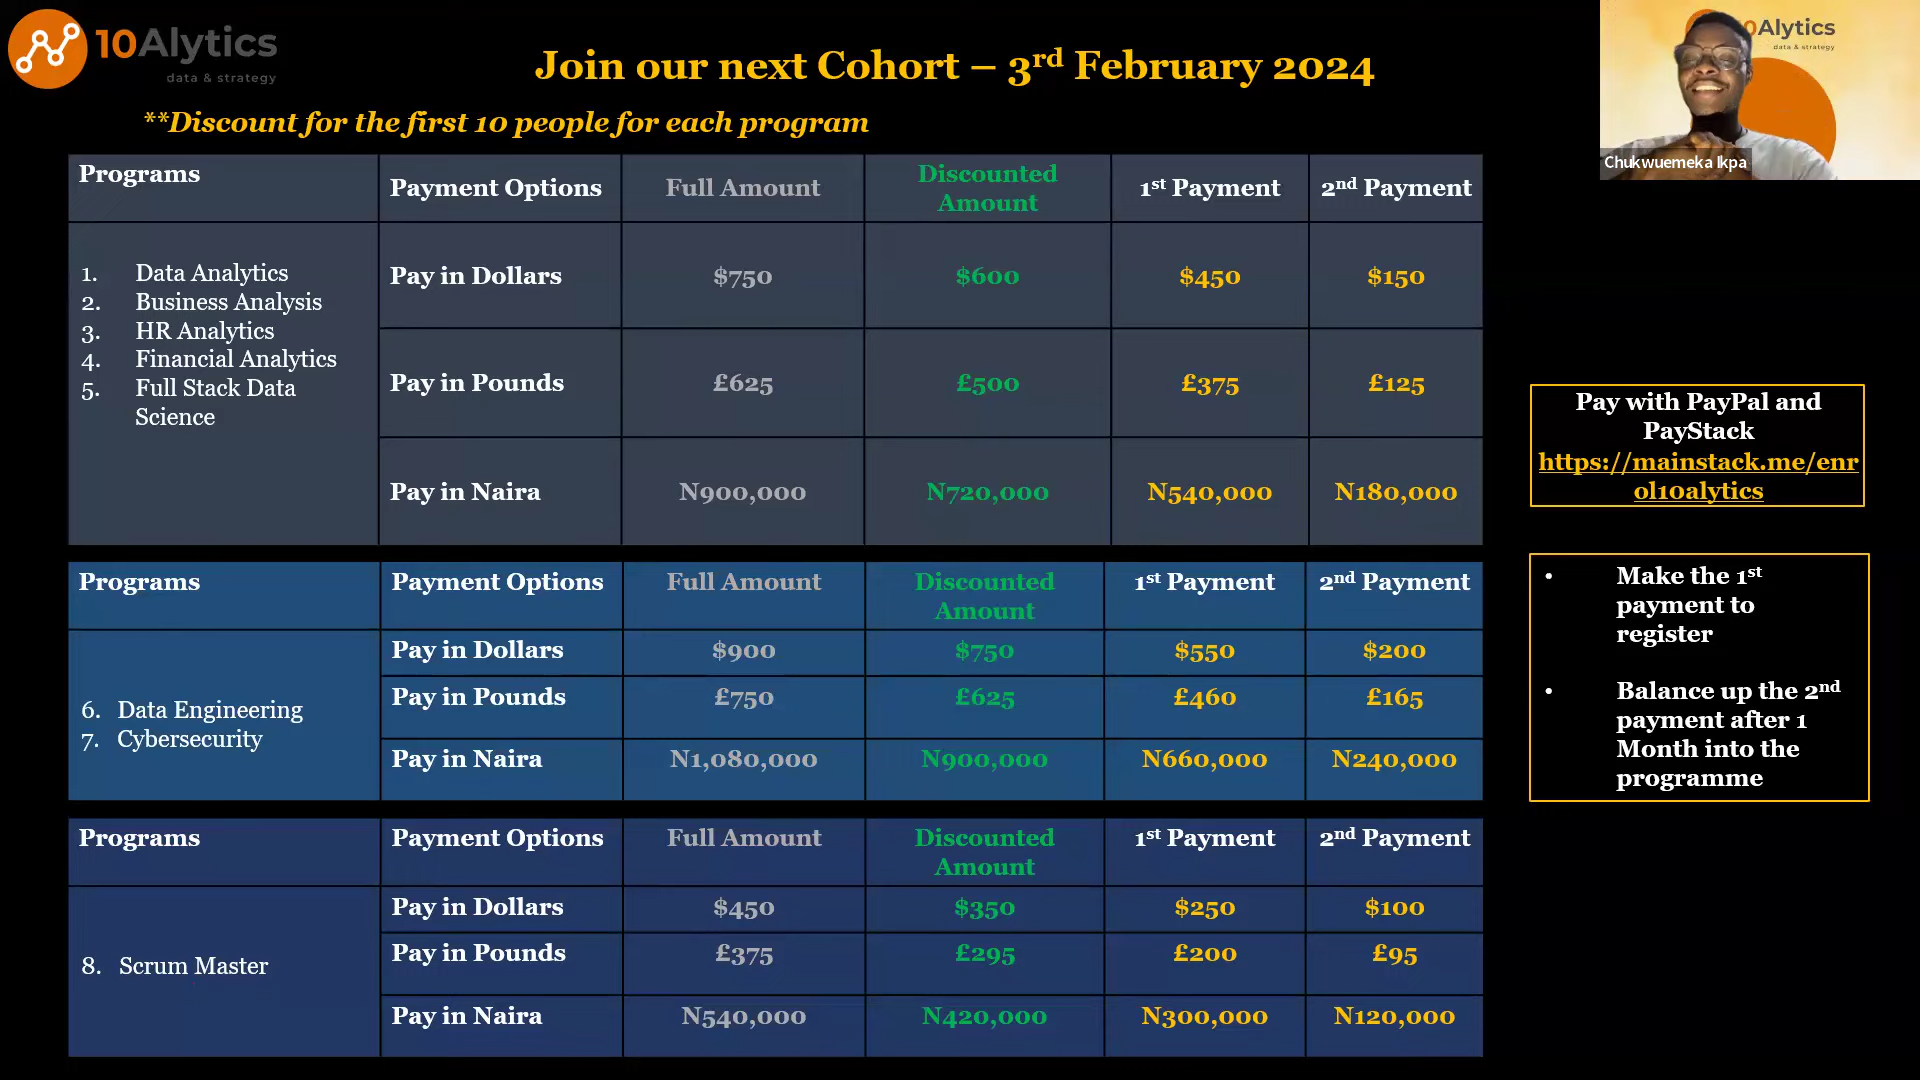 10Alytics
data & strategy
Join our next Cohort – 3rd February 2024
**Discount for the first 10 people for each program
10Alytics
data & strategy
Chukwuemeka Ikpa
Programs
Payment Options
Full Amount
Discounted
Amount
1st Payment
2nd Payment
1. Data Analytics
2. Business Analysis
3. HR Analytics
4. Financial Analytics
5. Full Stack Data
Science
Pay in Dollars
$750
$600
$450
$150
Pay in Pounds
£625
£500
£375
£125
Pay in Naira
N900,000
N720,000
N540,000
N180,000
Programs
Payment Options
Full Amount
Discounted
Amount
1st Payment
2nd Payment
6. Data Engineering
7. Cybersecurity
Pay in Dollars
$900
$750
$550
$200
Pay in Pounds
£750
£625
£460
£165
Pay in Naira
N1,080,000
N900,000
N660,000
N240,000
Programs
Payment Options
Full Amount
Discounted
Amount
1st Payment
2nd Payment
8. Scrum Master
Pay in Dollars
$450
$350
$250
$100
Pay in Pounds
£375
£295
£200
£95
Pay in Naira
N540,000
N420,000
N300,000
N120,000
Pay with PayPal and
PayStack
https://mainstack.me/enr
ol10alytics
• Make the 1st
payment to
register
• Balance up the 2nd
payment after 1
Month into the
programme